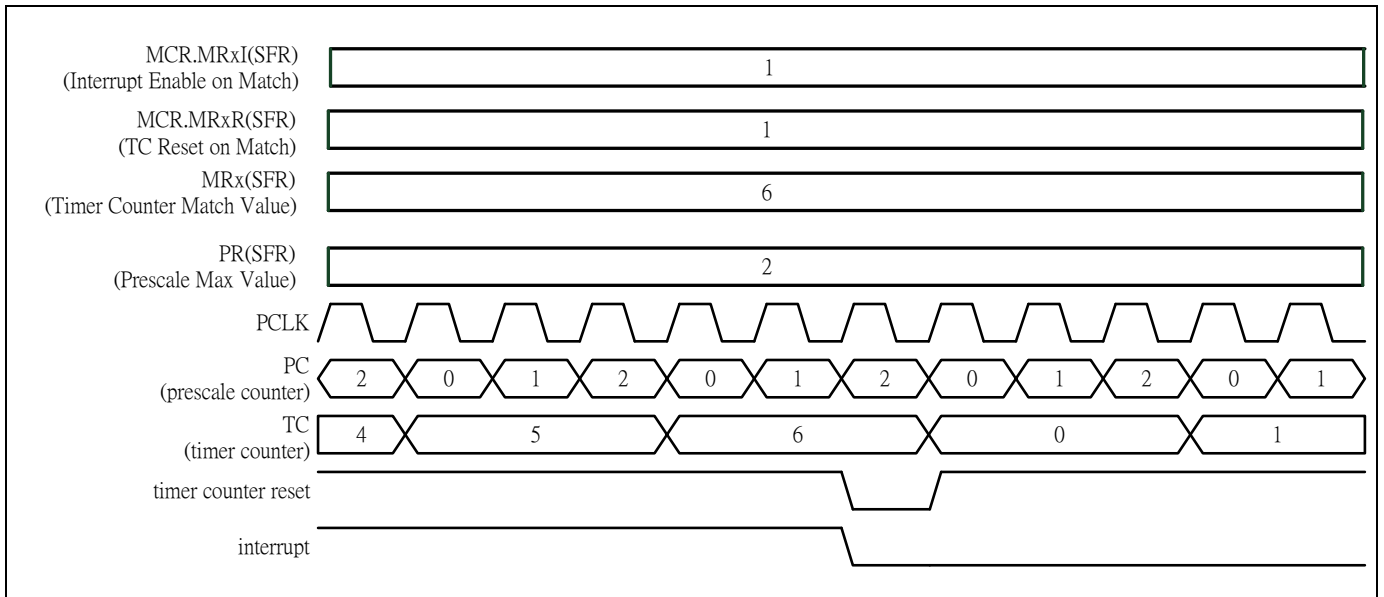 MCR.MRxI(SFR)
(Interrupt Enable on Match)
1
MCR.MRxR(SFR)
(TC Reset on Match)
1
MRx(SFR)
(Timer Counter Match Value)
6
PR(SFR)
(Prescale Max Value)
2
PCLK
PC
(prescale counter)
2 0 1 2 0 1 2 0 1 2 0 1
TC
(timer counter)
4 5 6 0 1
timer counter reset
interrupt